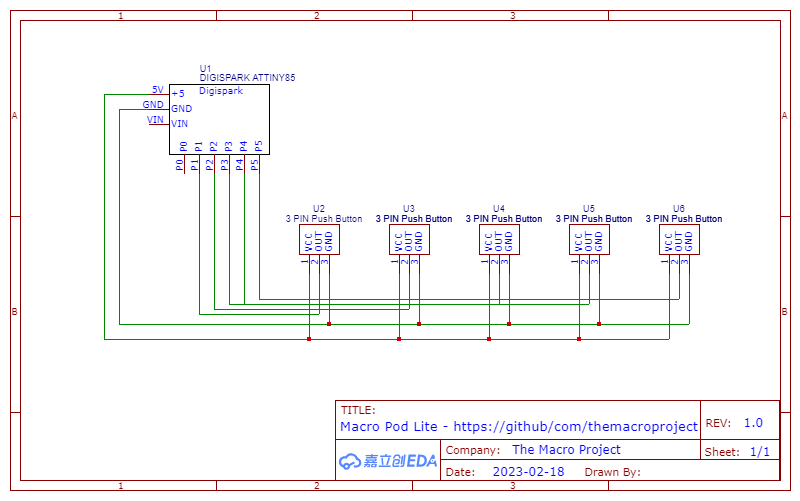 1 2 3
A A
B B
U1
DIGISPARK ATTINY85
Digispark
5V +5
GND GND
VIN VIN
P0 P1 P2 P3 P4 P5
P0 P1 P2 P3 P4 P5
U2 U3 U4 U5 U6
3 PIN Push Button 3 PIN Push Button 3 PIN Push Button 3 PIN Push Button 3 PIN Push Button
VCC OUT GND VCC OUT GND VCC OUT GND VCC OUT GND VCC OUT GND
1 2 3 1 2 3 1 2 3 1 2 3 1 2 3
TITLE:
Macro Pod Lite - https://github/com/themacroproject
REV: 1.0
嘉立创EDA
Company: The Macro Project
Sheet: 1/1
Date: 2023-02-18 Drawn By:
1 2 3